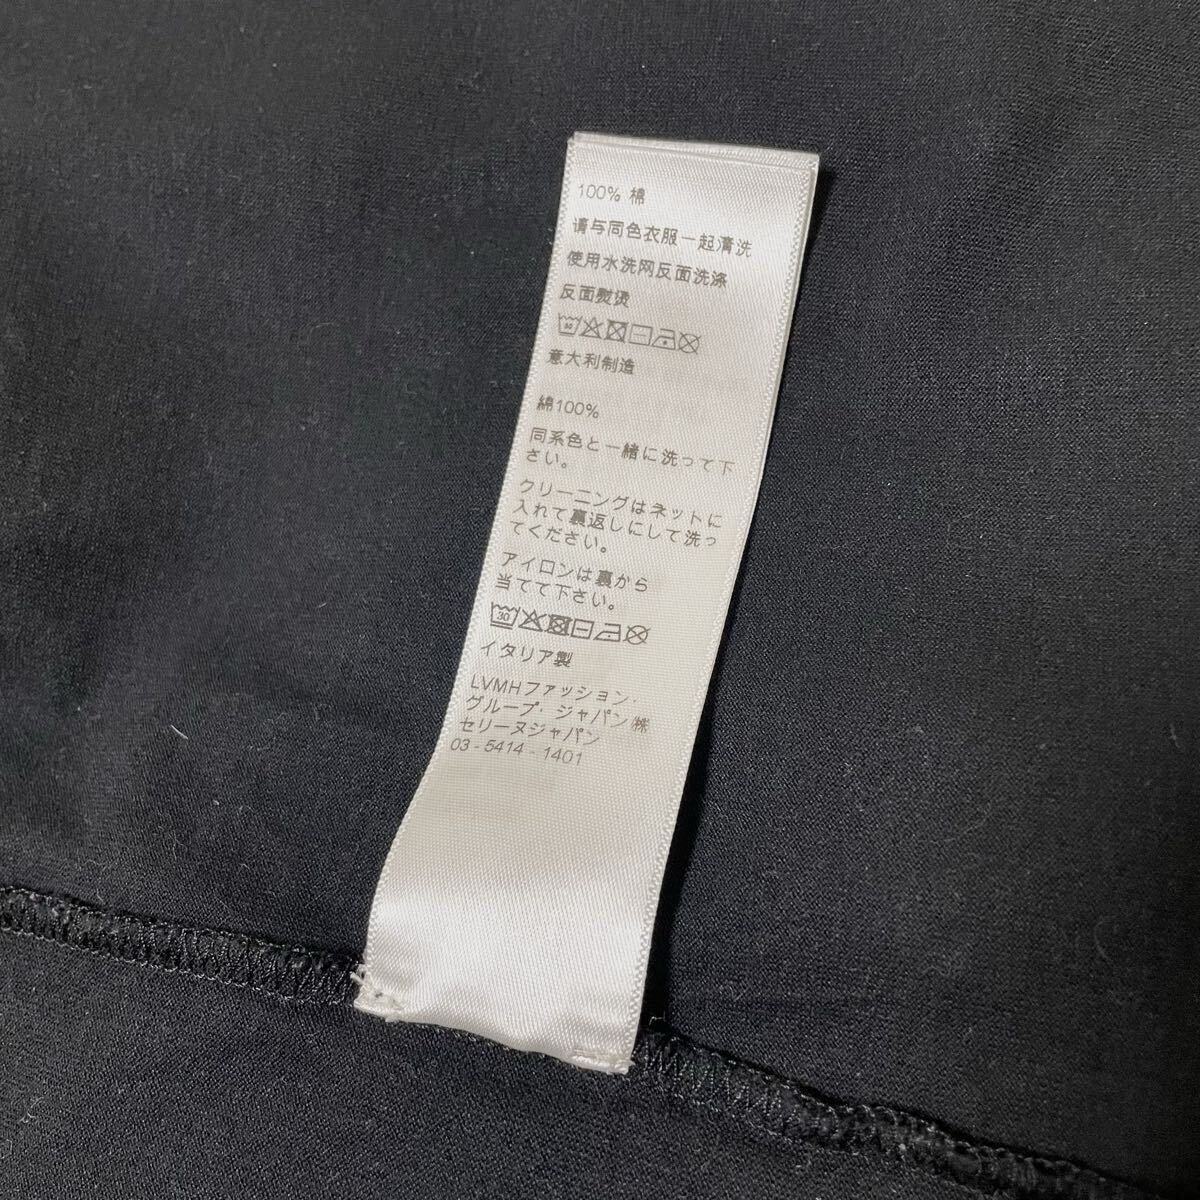 100% 棉
请与同色衣服一起清洗
使用水洗网反面洗涤
反面熨烫
意大利制造
綿100%
同系色と一緒に洗って下
さい。
クリーニングはネットに
入れて裏返しにして洗っ
てください。
アイロンは裏から
当てて下さい。
30
イタリア製
LVMHファッション・
グループ・ジャパン㈱
セリーヌジャパン
03-5414-1401